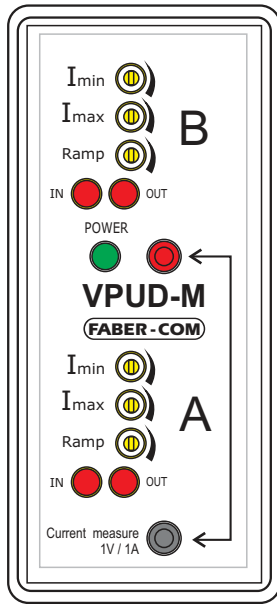 Imin
Imax
B
Ramp
IN OUT
POWER
VPUD-M
FABER-COM
Imin
Imax
A
Ramp
IN OUT
Current measure
1V / 1A